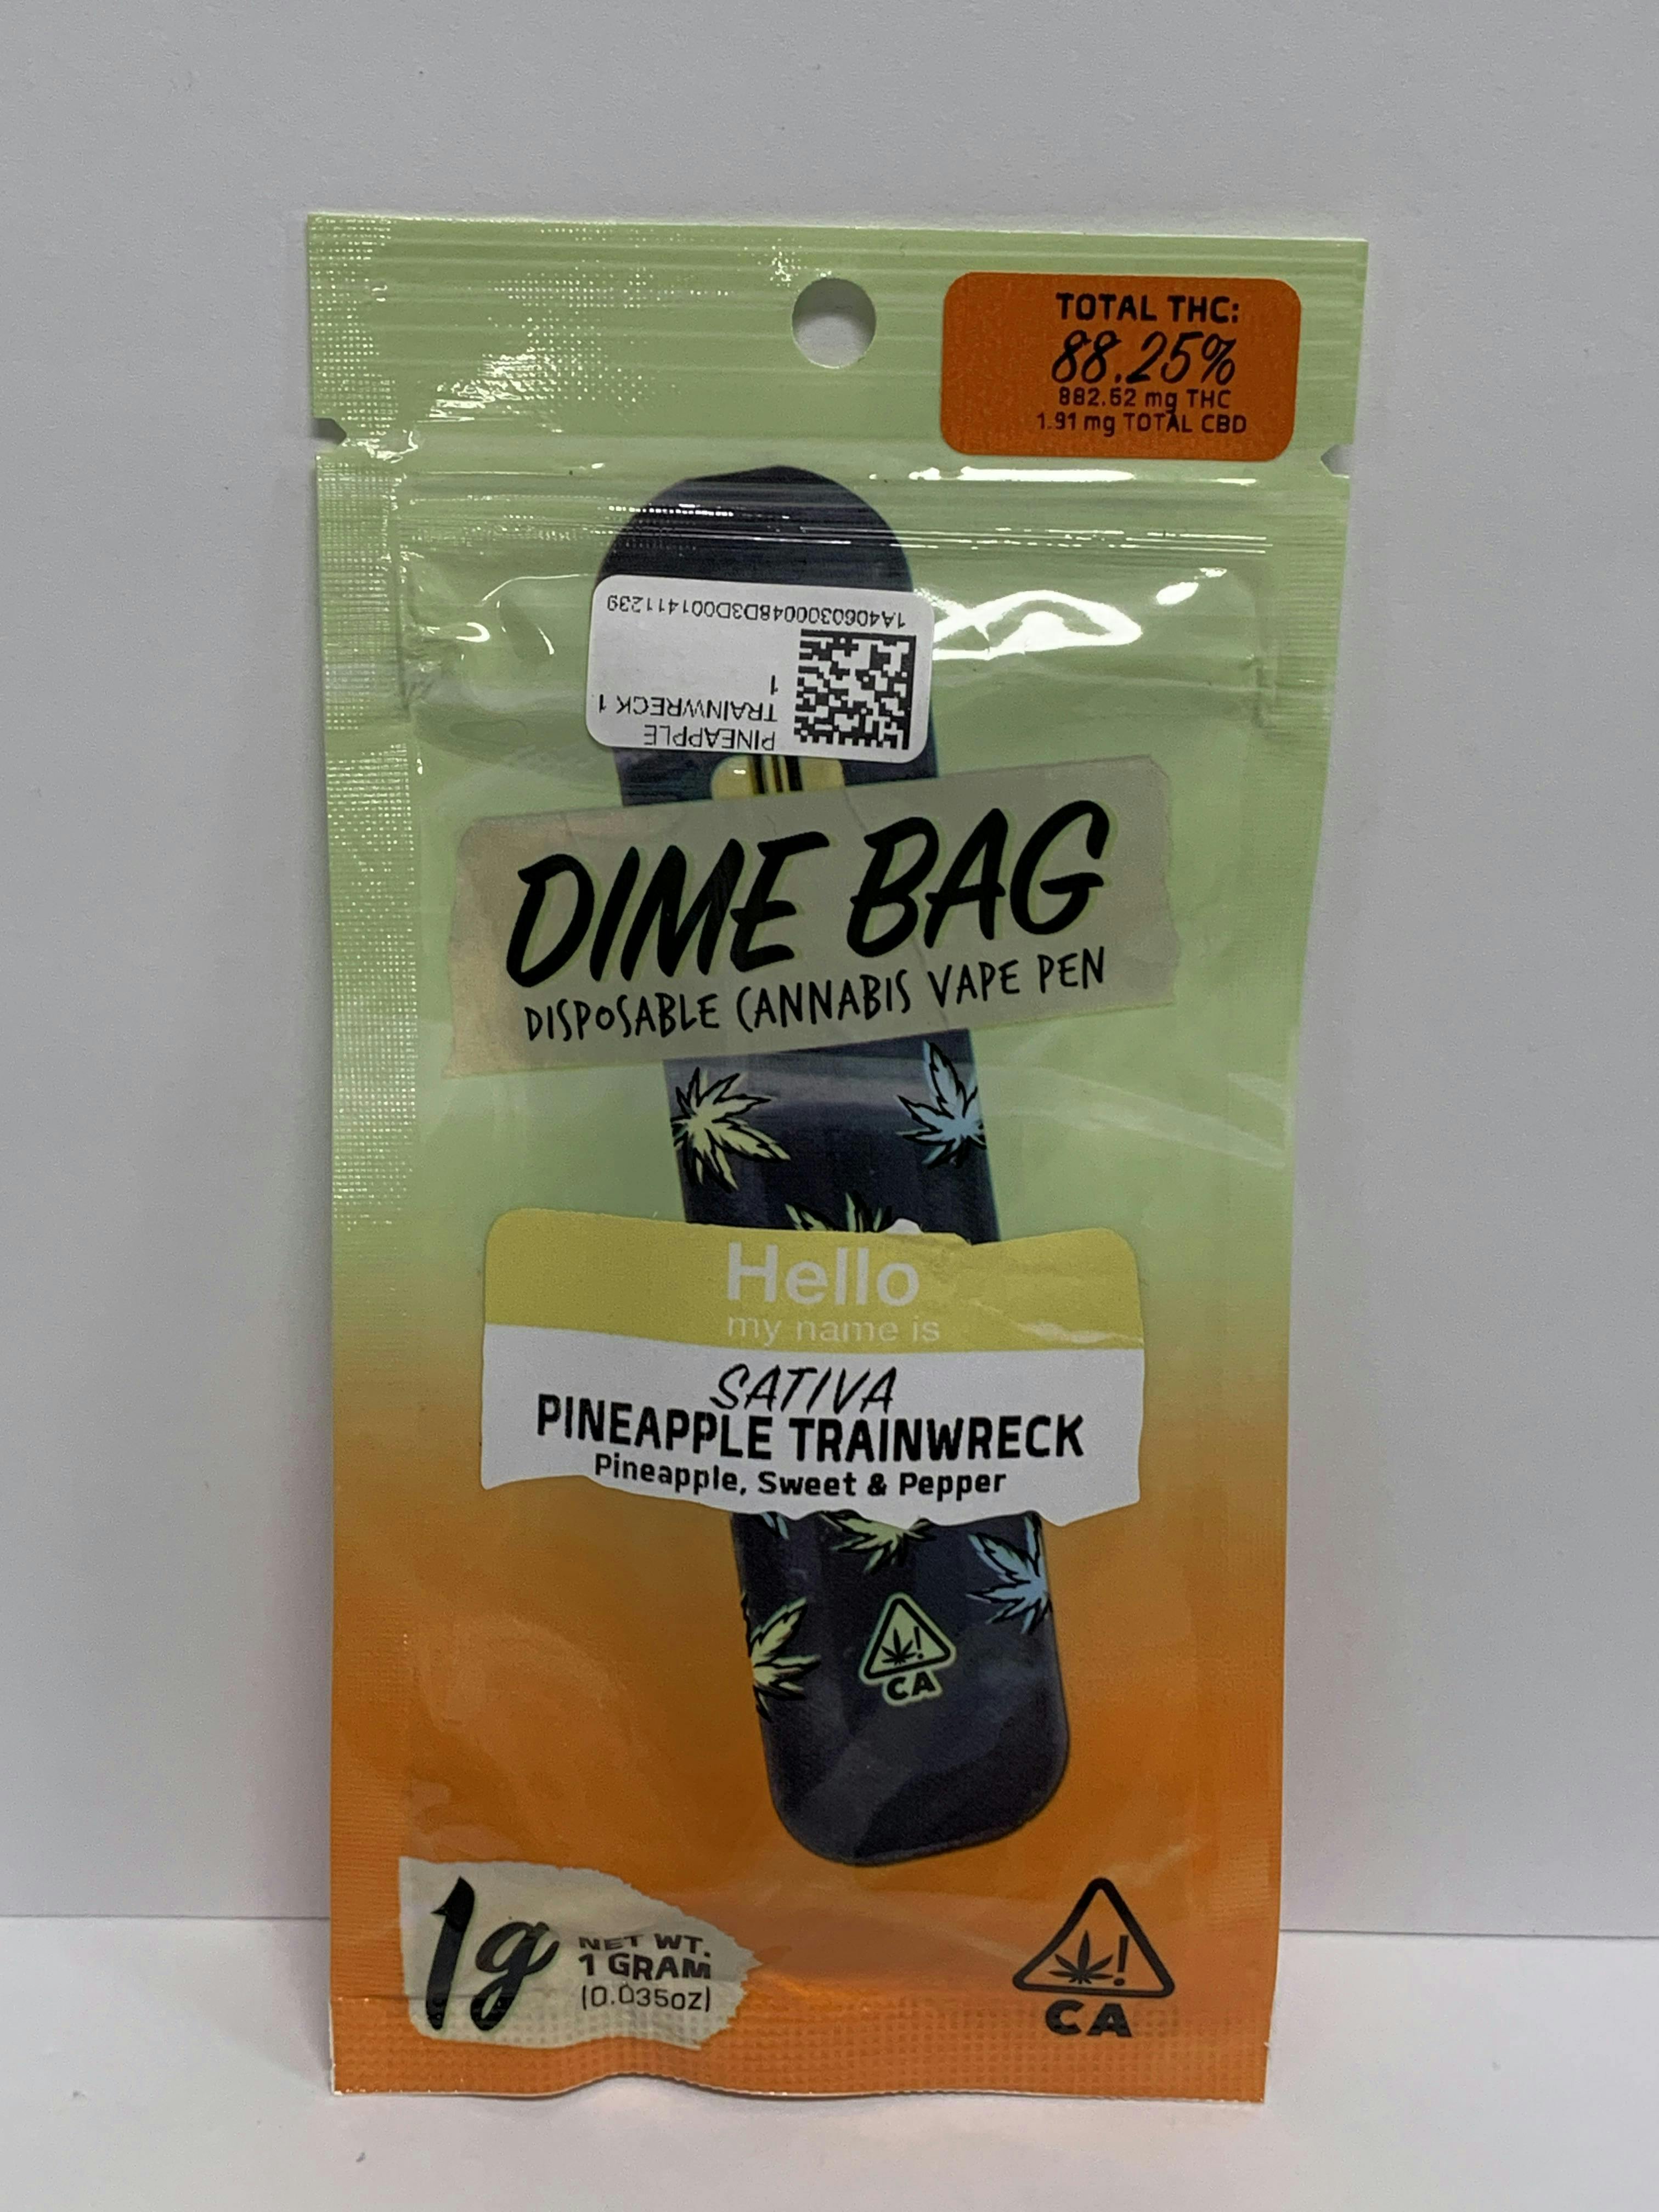 TOTAL THC:
88.25%
882.52 mg THC
1.91 mg TOTAL CBD
PINEAPPLE
TRAINWRECK 1
1
1A4060300048D3D001411239
DIME BAG
DISPOSABLE CANNABIS VAPE PEN
Hello
my name is
SATIVA
PINEAPPLE TRAINWRECK
Pineapple, Sweet & Pepper
CA
1g
NET WT.
1 GRAM
(0.035oz)
!
CA